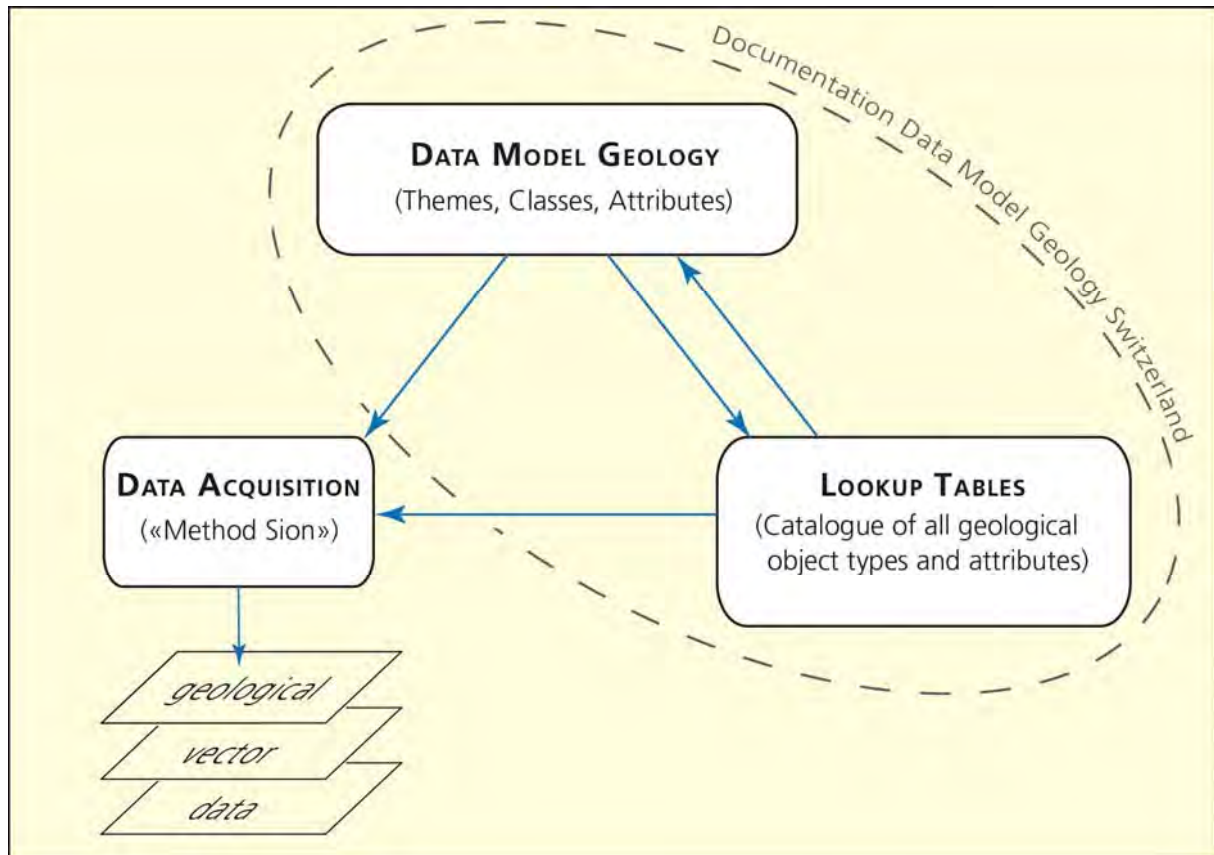 Documentation Data Model Geology Switzerland
DATA MODEL GEOLOGY
(Themes, Classes, Attributes)
DATA ACQUISITION
(«Method Sion»)
LOOKUP TABLES
(Catalogue of all geological
object types and attributes)
geological
vector
data